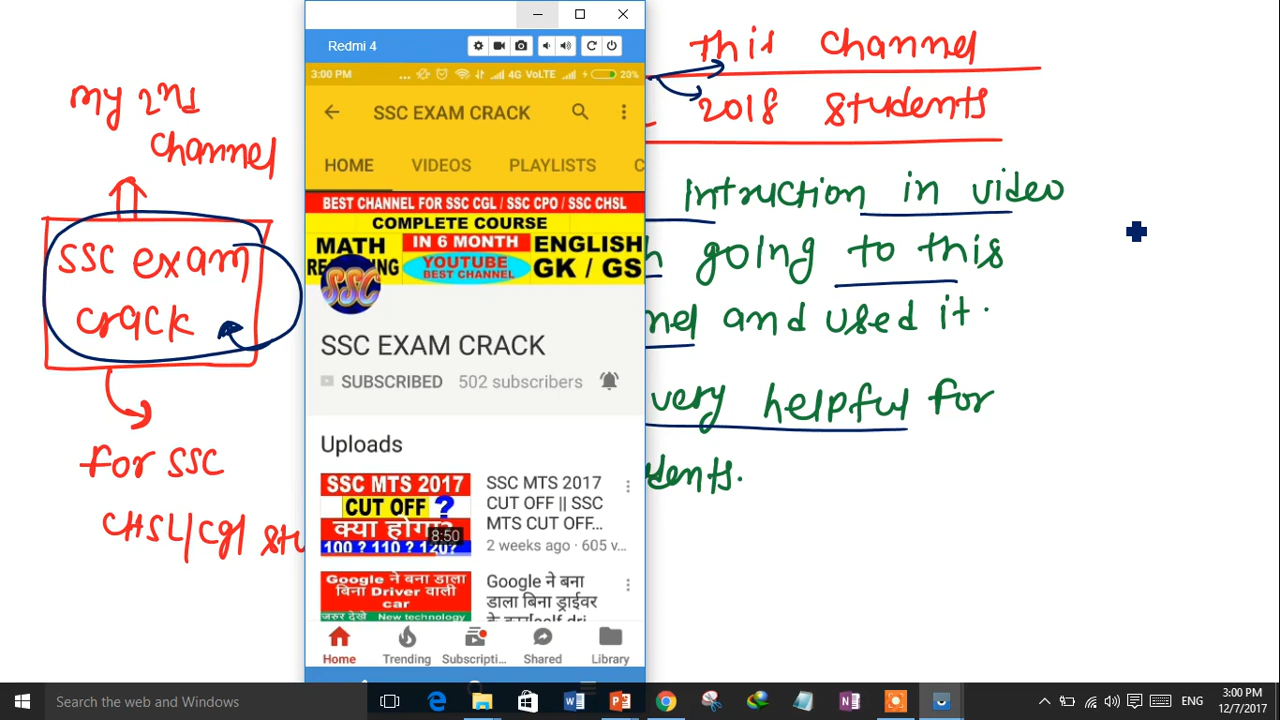 This channel
2018 students
my 2nd
channel
Intruction in video
going to this
and used it.
very helpful for
ssc exam
crack
for SSC
CHSL/Cgl
Redmi 4
3:00 PM
... 4G VoLTE 20%
SSC EXAM CRACK
HOME VIDEOS PLAYLISTS C
BEST CHANNEL FOR SSC CGL / SSC CPO / SSC CHSL
COMPLETE COURSE
MATH IN 6 MONTH ENGLISH
YOUTUBE GK / GS
BEST CHANNEL
SSC
SSC EXAM CRACK
SUBSCRIBED 502 subscribers
Uploads
SSC MTS 2017
CUT OFF ?
क्या होगा?
8:50
100 ? 110 ? 120?
SSC MTS 2017
CUT OFF || SSC
MTS CUT OFF...
2 weeks ago · 605 v...
Google ने बना डाला
बिना Driver वाली
car
जरुर देखे New technology
Google ने बना
डाला बिना ड्राईवर
Home Trending Subscripti... Shared Library
Search the web and Windows
ENG
3:00 PM
12/7/2017